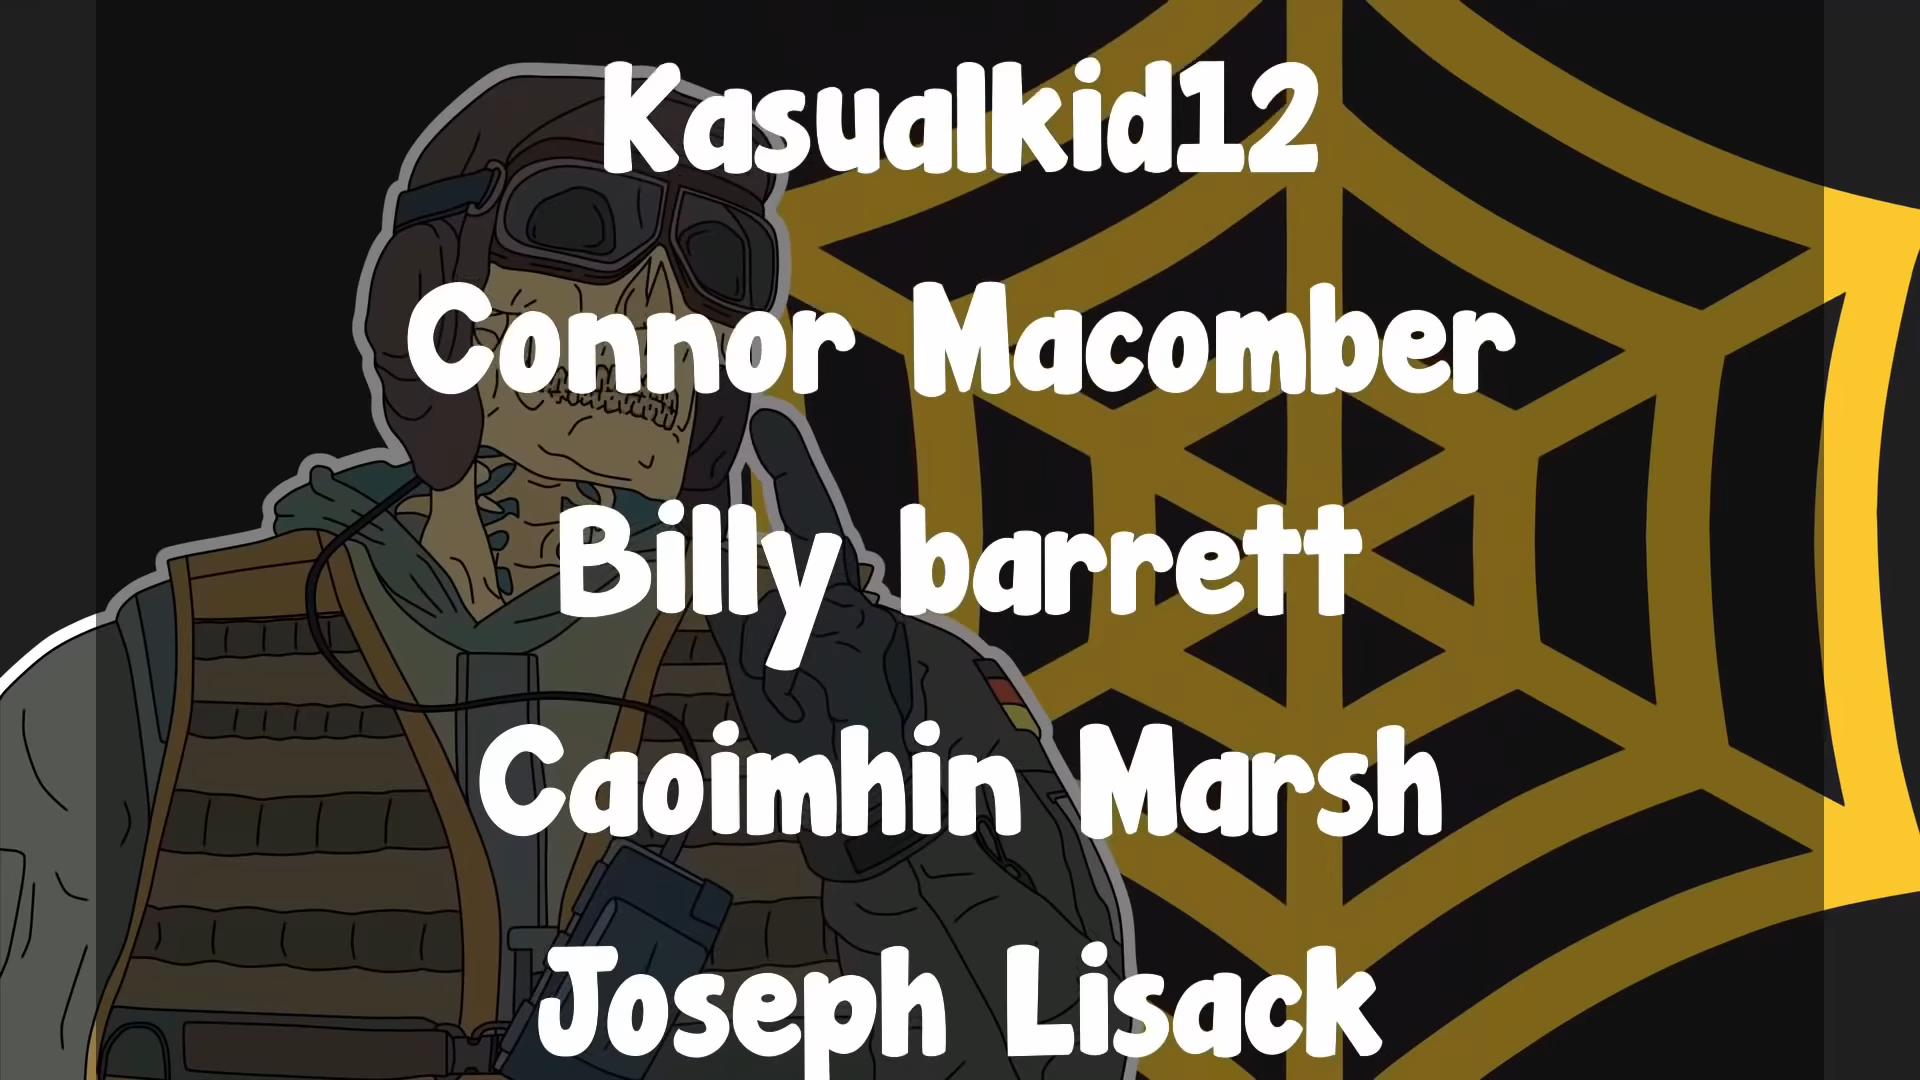 Kasualkid12
Connor Macomber
Billy barrett
Caoimhin Marsh
Joseph Lisack